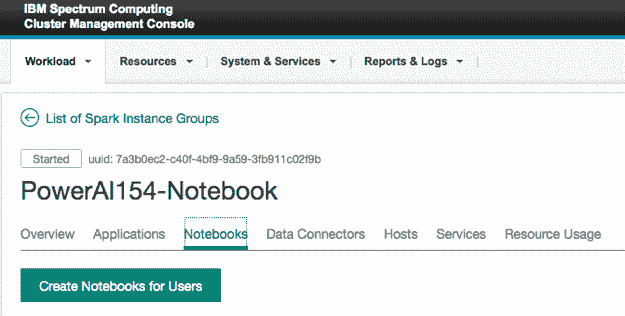 IBM Spectrum Computing
Cluster Management Console
Workload Resources System & Services Reports & Logs
List of Spark Instance Groups
Started uuid: 7a3b0ec2-c40f-4bf9-9a59-3fb911c02f9b
PowerAI154-Notebook
Overview Applications Notebooks Data Connectors Hosts Services Resource Usage
Create Notebooks for Users